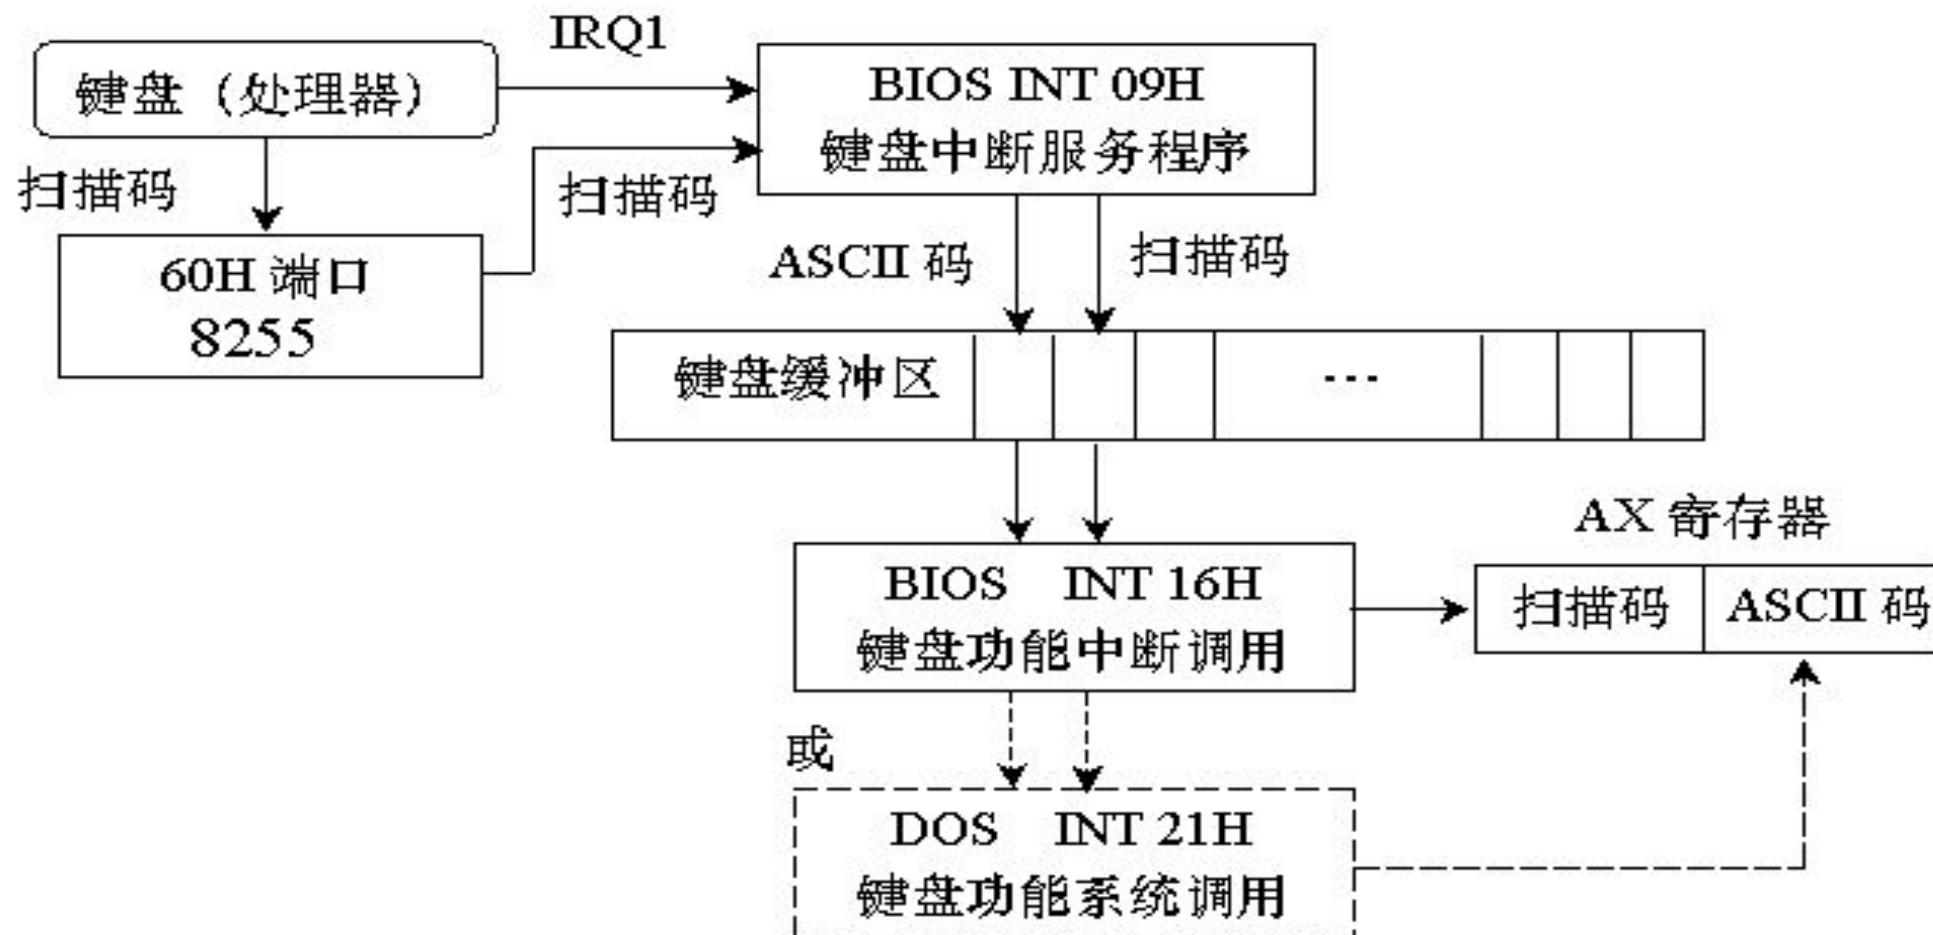 IRQ1
键盘（处理器）
BIOS INT 09H
键盘中断服务程序
扫描码
扫描码
60H 端口
8255
ASCII 码
扫描码
键盘缓冲区
...
AX 寄存器
BIOS INT 16H
键盘功能中断调用
扫描码
ASCII 码
或
DOS INT 21H
键盘功能系统调用